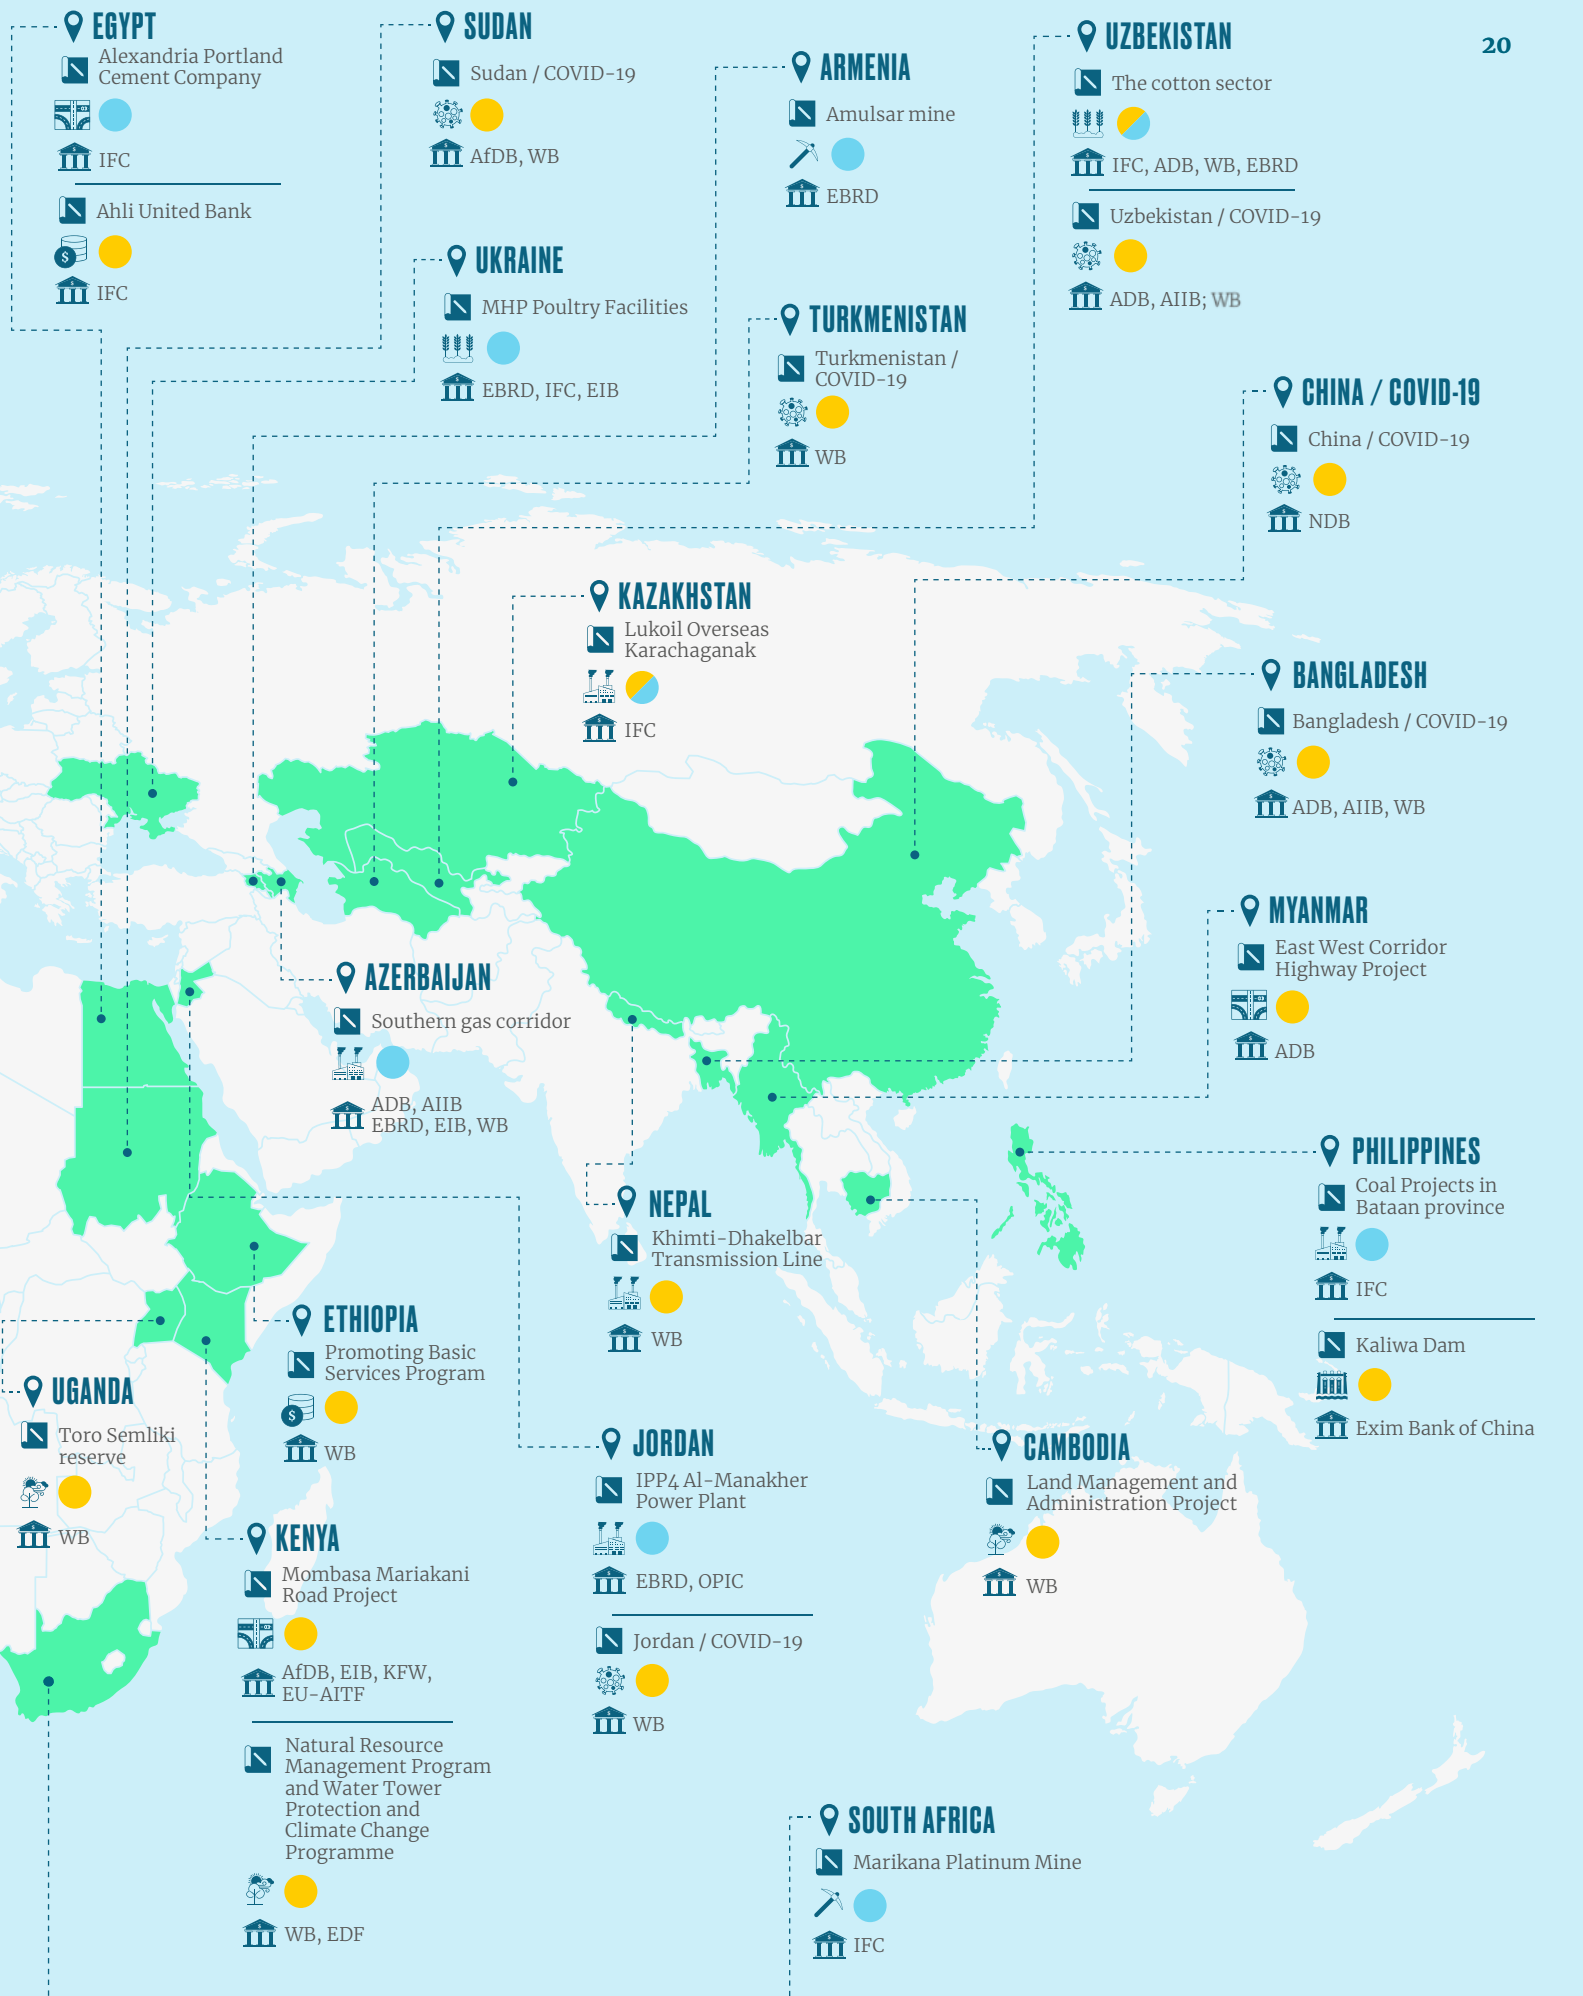 20
EGYPT
Alexandria Portland
Cement Company
IFC
Ahli United Bank
IFC
SUDAN
Sudan / COVID-19
AfDB, WB
ARMENIA
Amulsar mine
EBRD
UZBEKISTAN
The cotton sector
IFC, ADB, WB, EBRD
Uzbekistan / COVID-19
ADB, AIIB; WB
UKRAINE
MHP Poultry Facilities
EBRD, IFC, EIB
TURKMENISTAN
Turkmenistan /
COVID-19
WB
CHINA / COVID-19
China / COVID-19
NDB
KAZAKHSTAN
Lukoil Overseas
Karachaganak
IFC
BANGLADESH
Bangladesh / COVID-19
ADB, AIIB, WB
MYANMAR
East West Corridor
Highway Project
ADB
AZERBAIJAN
Southern gas corridor
ADB, AIIB
EBRD, EIB, WB
PHILIPPINES
Coal Projects in
Bataan province
IFC
Kaliwa Dam
Exim Bank of China
NEPAL
Khimti-Dhakelbar
Transmission Line
WB
ETHIOPIA
Promoting Basic
Services Program
$
WB
UGANDA
Toro Semliki
reserve
WB
JORDAN
IPP4 Al-Manakher
Power Plant
EBRD, OPIC
Jordan / COVID-19
WB
CAMBODIA
Land Management and
Administration Project
WB
KENYA
Mombasa Mariakani
Road Project
AfDB, EIB, KFW,
EU-AITF
Natural Resource
Management Program
and Water Tower
Protection and
Climate Change
Programme
WB, EDF
SOUTH AFRICA
Marikana Platinum Mine
IFC